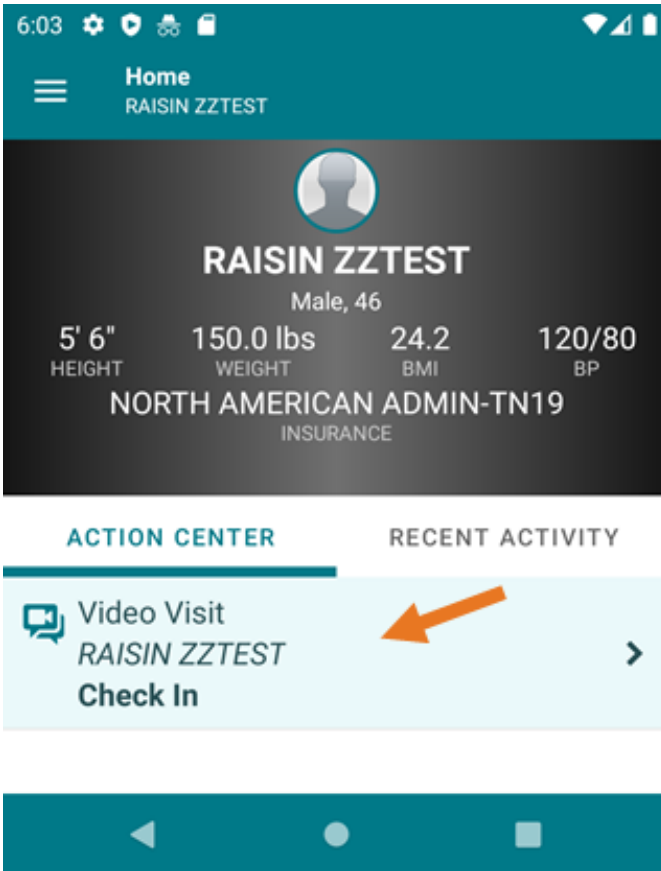 6:03
Home
RAISIN ZZTEST
RAISIN ZZTEST
Male, 46
5' 6" 150.0 lbs 24.2 120/80
HEIGHT WEIGHT BMI BP
NORTH AMERICAN ADMIN-TN19
INSURANCE
ACTION CENTER RECENT ACTIVITY
Video Visit
RAISIN ZZTEST
Check In